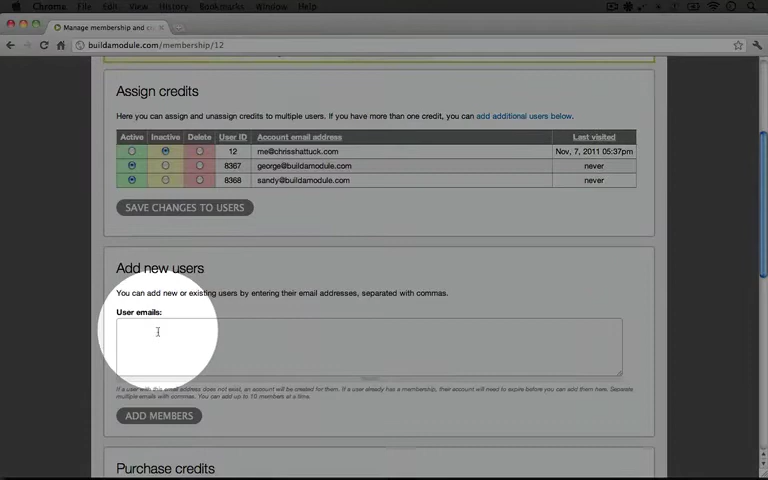 Chrome File Edit View History Bookmarks Window Help
Manage membership and cr
buildamodule.com/membership/12
Assign credits
Here you can assign and unassign credits to multiple users. If you have more than one credit, you can add additional users below.
Active Inactive Delete User ID Account email address Last visited
12 me@chrisshattuck.com Nov, 7, 2011 05:37pm
8367 george@buildamodule.com never
8368 sandy@buildamodule.com never
SAVE CHANGES TO USERS
Add new users
You can add new or existing users by entering their email addresses, separated with commas.
User emails:
If a user with this email address does not exist, an account will be created for them. If a user already has a membership, their account will need to expire before you can add them here. Separate
multiple emails with commas. You can add up to 10 members at a time.
ADD MEMBERS
Purchase credits